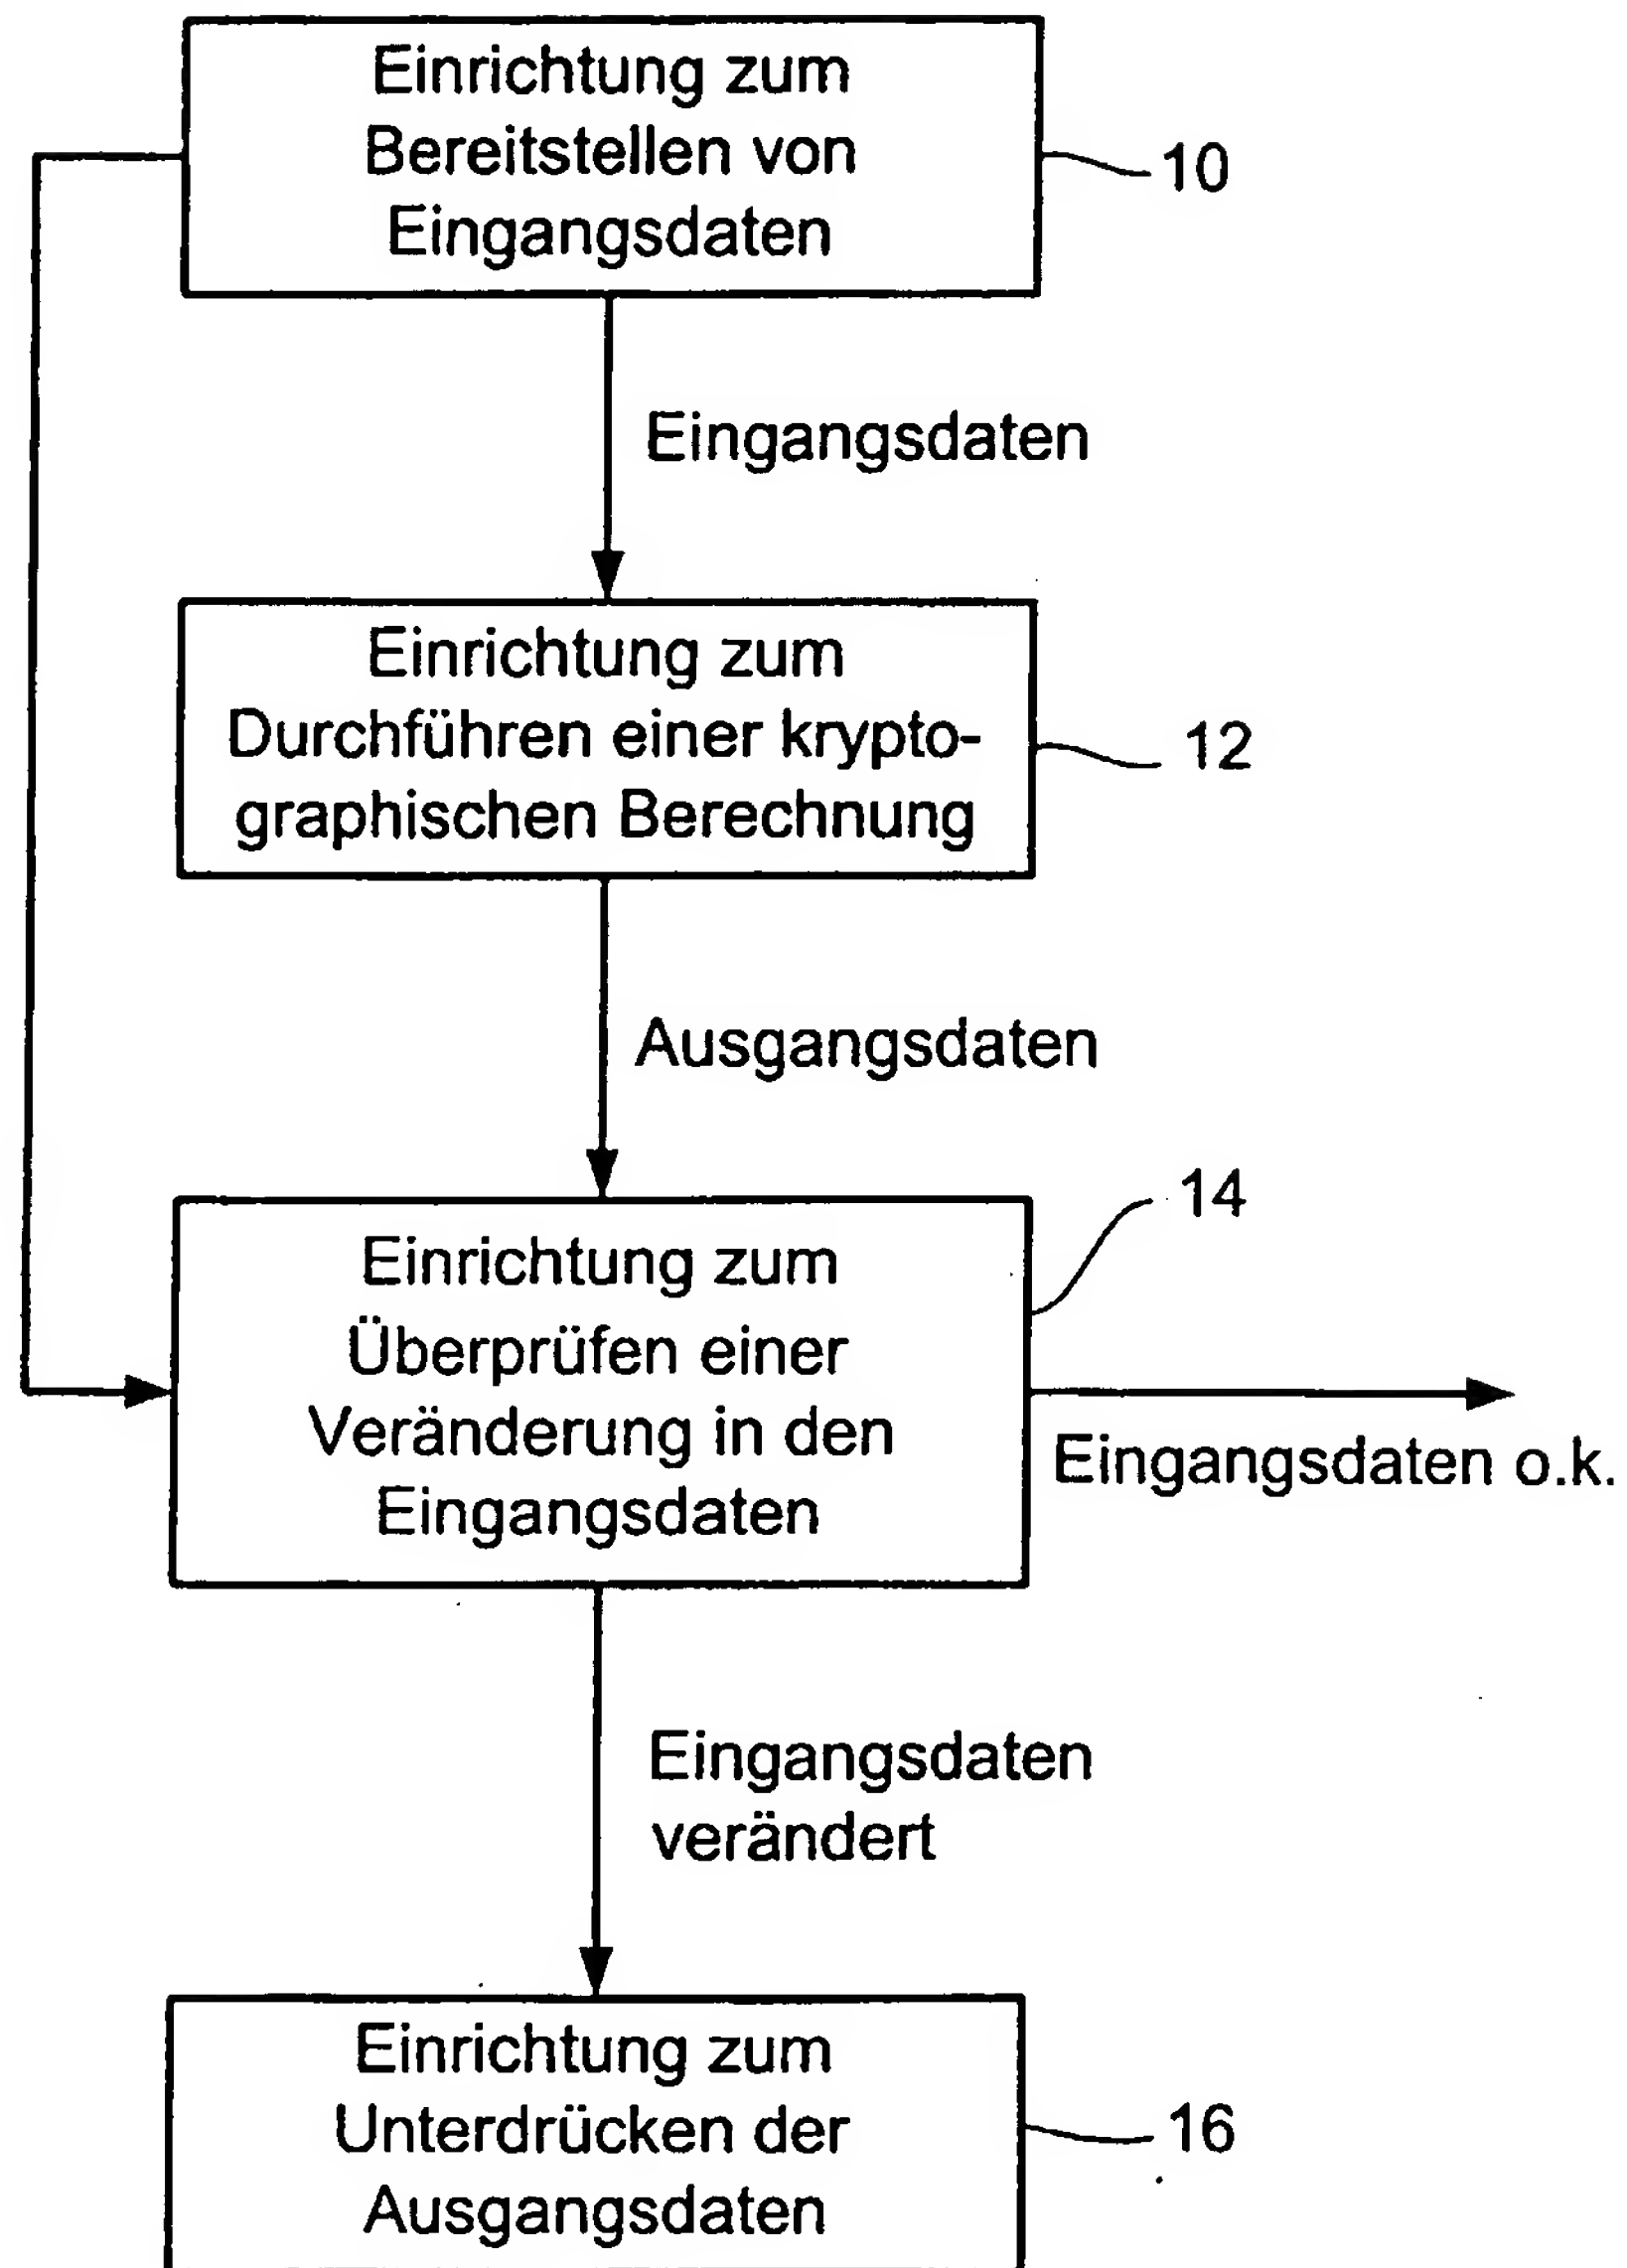 Einrichtung zum
Bereitstellen von
Eingangsdaten
10
Eingangsdaten
Einrichtung zum
Durchführen einer krypto-
graphischen Berechnung
12
Ausgangsdaten
14
Einrichtung zum
Überprüfen einer
Veränderung in den
Eingangsdaten
Eingangsdaten o.k.
Eingangsdaten
verändert
Einrichtung zum
Unterdrücken der
Ausgangsdaten
16